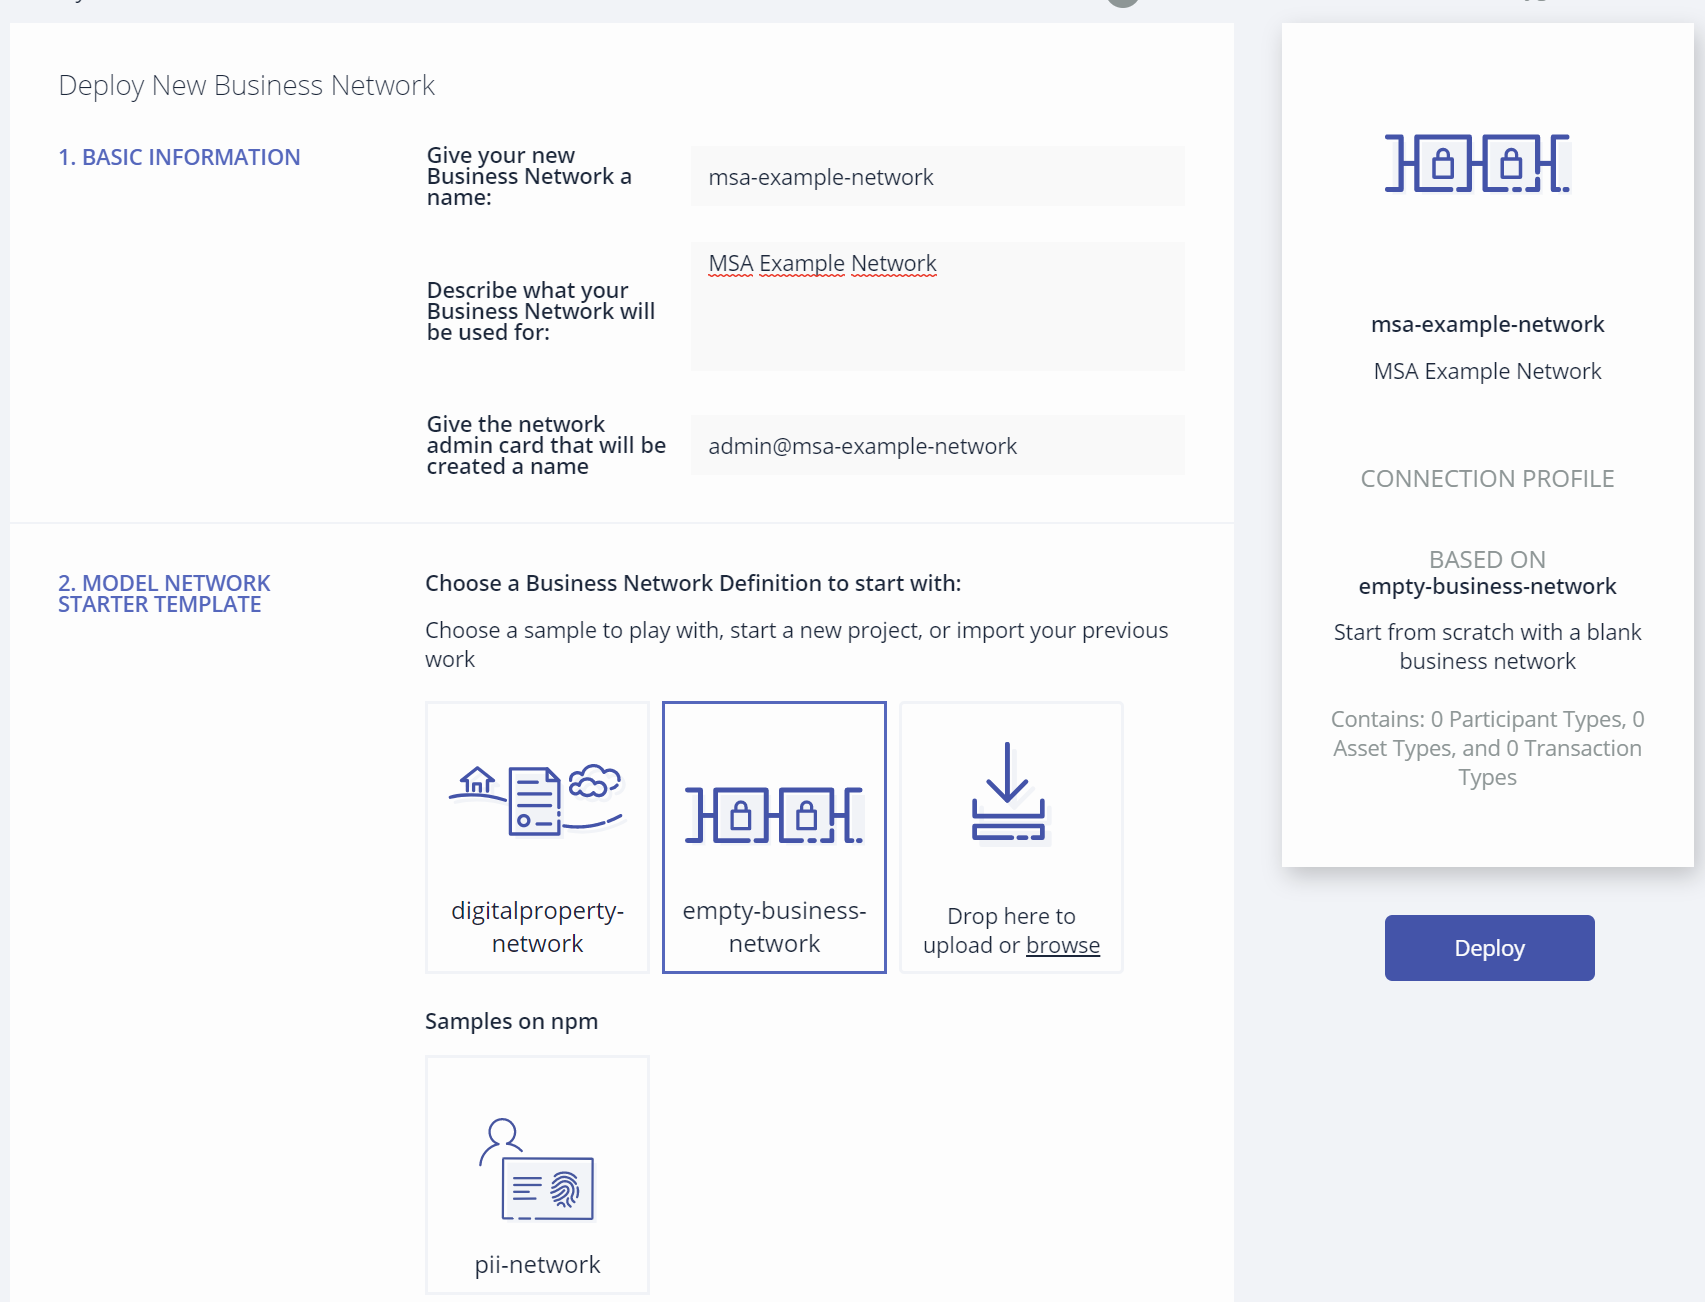 Deploy New Business Network
1. BASIC INFORMATION
Give your new
Business Network a
name:
msa-example-network
Describe what your
Business Network will
be used for:
MSA Example Network
Give the network
admin card that will be
created a name
admin@msa-example-network
2. MODEL NETWORK
STARTER TEMPLATE
Choose a Business Network Definition to start with:
Choose a sample to play with, start a new project, or import your previous
work
digitalproperty-
network
empty-business-
network
Drop here to
upload or browse
Samples on npm
pii-network
msa-example-network
MSA Example Network
CONNECTION PROFILE
BASED ON
empty-business-network
Start from scratch with a blank
business network
Contains: 0 Participant Types, 0
Asset Types, and 0 Transaction
Types
Deploy